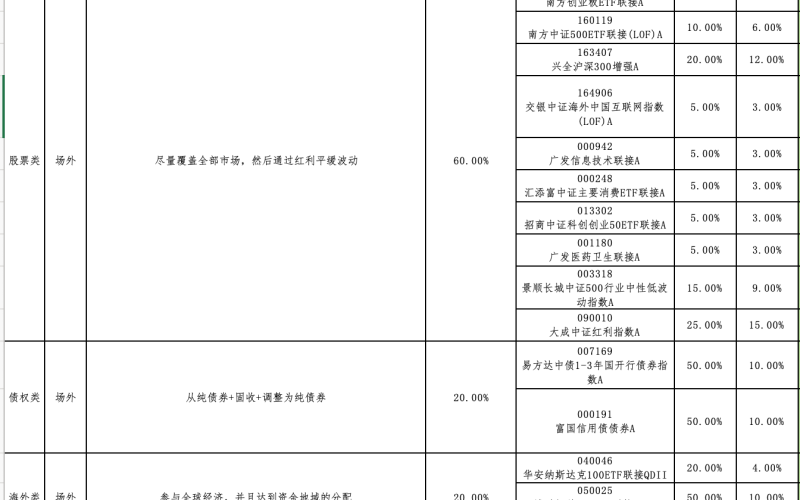 南方创业板ETF联接A
160119
南方中证500ETF联接(LOF)A
10.00%
6.00%
163407
兴全沪深300增强A
20.00%
12.00%
164906
交银中证海外中国互联网指数
(LOF)A
5.00%
3.00%
000942
广发信息技术联接A
5.00%
3.00%
股票类
场外
尽量覆盖全部市场，然后通过红利平缓波动
60.00%
000248
汇添富中证主要消费ETF联接A
5.00%
3.00%
013302
招商中证科创创业50ETF联接A
5.00%
3.00%
001180
广发医药卫生联接A
5.00%
3.00%
003318
景顺长城中证500行业中性低波
动指数A
15.00%
9.00%
090010
大成中证红利指数A
25.00%
15.00%
债权类
场外
从纯债券+固收+调整为纯债券
20.00%
007169
易方达中债1-3年国开行债券指
数A
50.00%
10.00%
000191
富国信用债债券A
50.00%
10.00%
040046
华安纳斯达克100ETF联接QDII
20.00%
4.00%
海外类
场外
参与全球经济，并且达到资金地域的分配
20.00%
050025
50.00%
10.00%